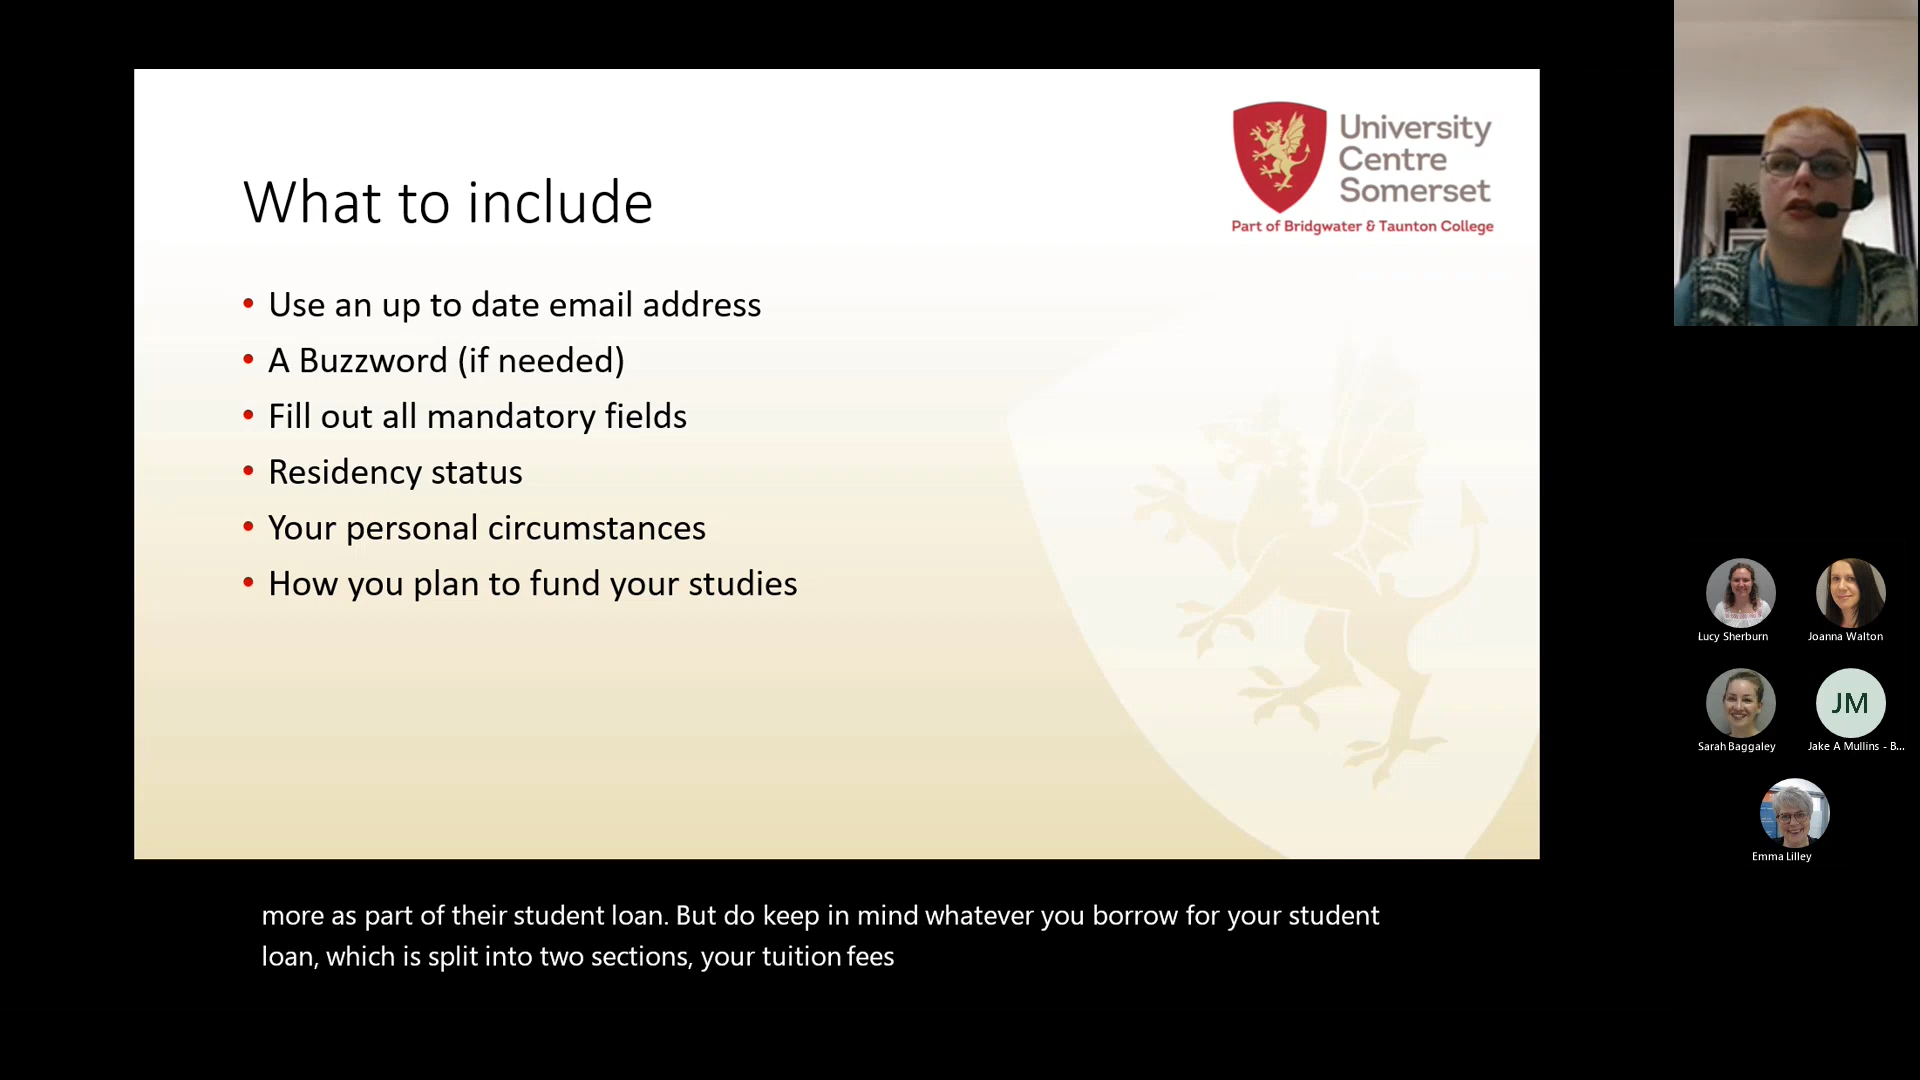 University
Centre
Somerset
Part of Bridgwater & Taunton College
What to include
• Use an up to date email address
• A Buzzword (if needed)
• Fill out all mandatory fields
• Residency status
• Your personal circumstances
• How you plan to fund your studies
Lucy Sherburn
Joanna Walton
Sarah Baggaley
JM
Jake A Mullins - B...
Emma Lilley
more as part of their student loan. But do keep in mind whatever you borrow for your student
loan, which is split into two sections, your tuition fees